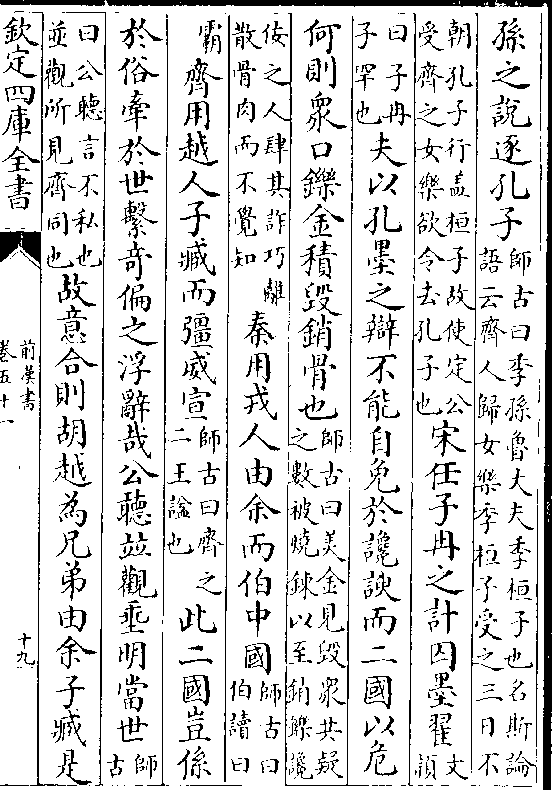 孫之說逐孔子師古曰季孫魯大夫季桓子也名斯論語云齊人歸女樂季桓子受之三日不
朝孔子行蓋桓子故使定公受齊之女樂欲令去孔子也宋任子冉之計囚墨翟文頴
曰子冉子罕也夫以孔墨之辯不能自免於讒諛而二國以危
何則衆口鑠金積毀銷骨也師古曰美金見毀衆共疑之數被燒錬以至銷鑠讒
佞之人肆其詐巧離散骨肉而不覺知秦用戎人由余而伯中國師古曰伯讀曰
霸齊用越人子臧而彊威宣師古曰齊之二王諡也此二國豈係
於俗牽於世繫奇偏之浮辭哉公聽並觀垂明當世師古
曰公聽言不私也並觀所見齊同也故意合則胡越為兄弟由余子臧是
欽定四庫全書
前漢書
卷五十一
十九